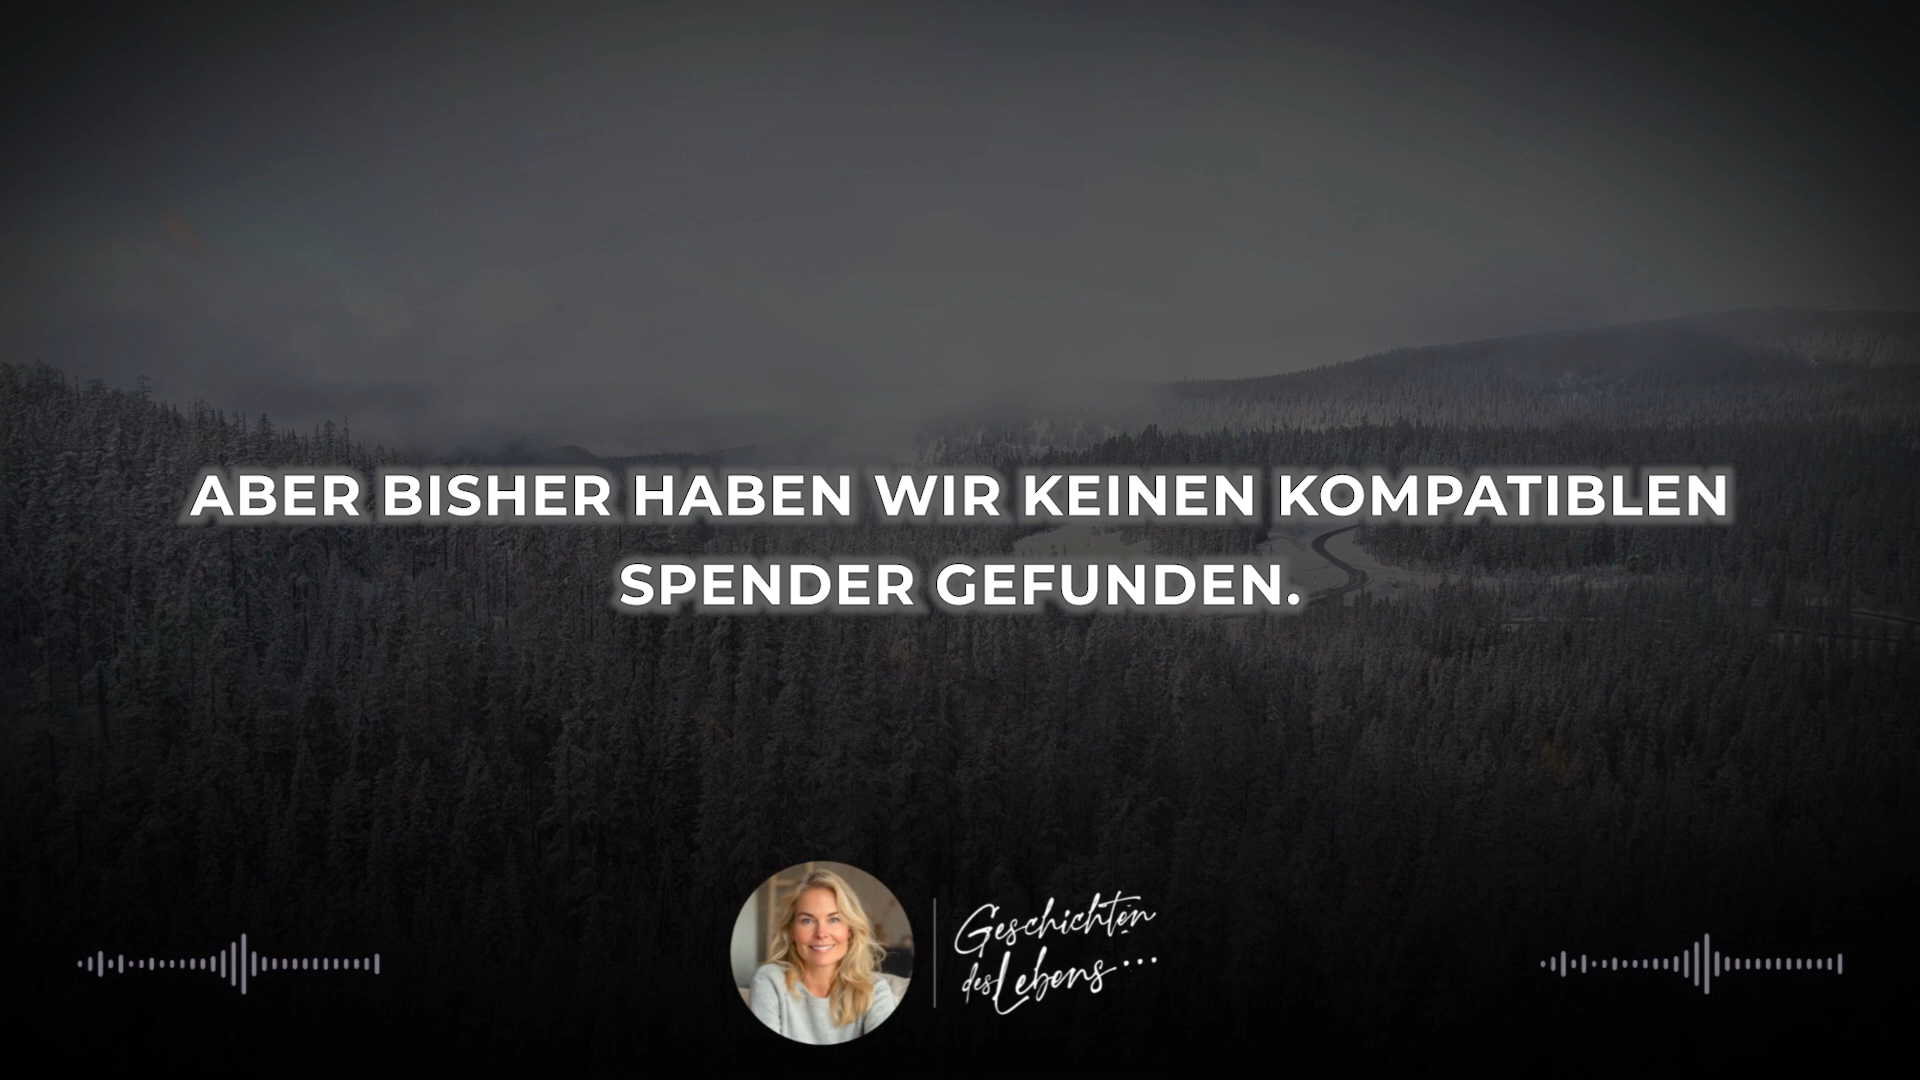 ABER BISHER HABEN WIR KEINEN KOMPATIBLEN
SPENDER GEFUNDEN.
Geschichten
des Lebens...